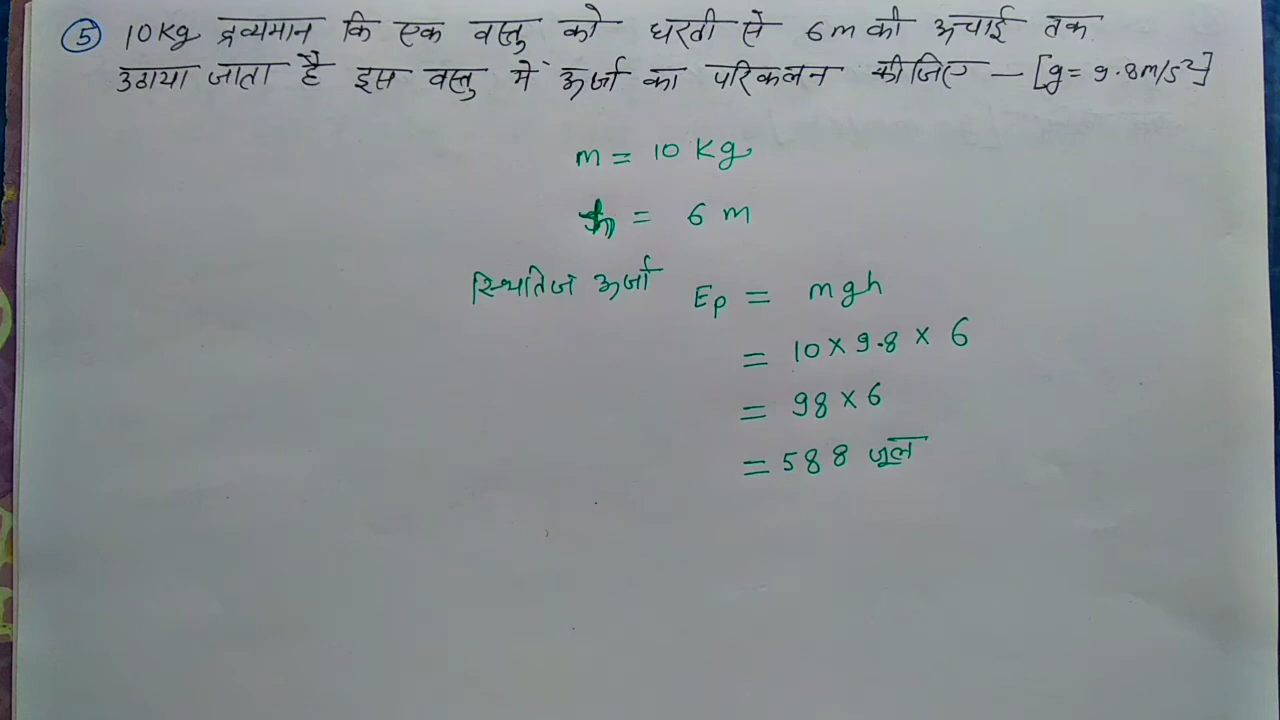 ⑤ 10Kg द्रव्यमान कि एक वस्तु को धरती से 6m की ऊचाई तक
उठाया जाता है इस वस्तु में ऊर्जा का परिकलन कीजिए – [g = 9.8m/s²]
m = 10 Kg
h = 6 m
स्थितिज ऊर्जा Ep = mgh
= 10 × 9.8 × 6
= 98 × 6
= 588 जूल